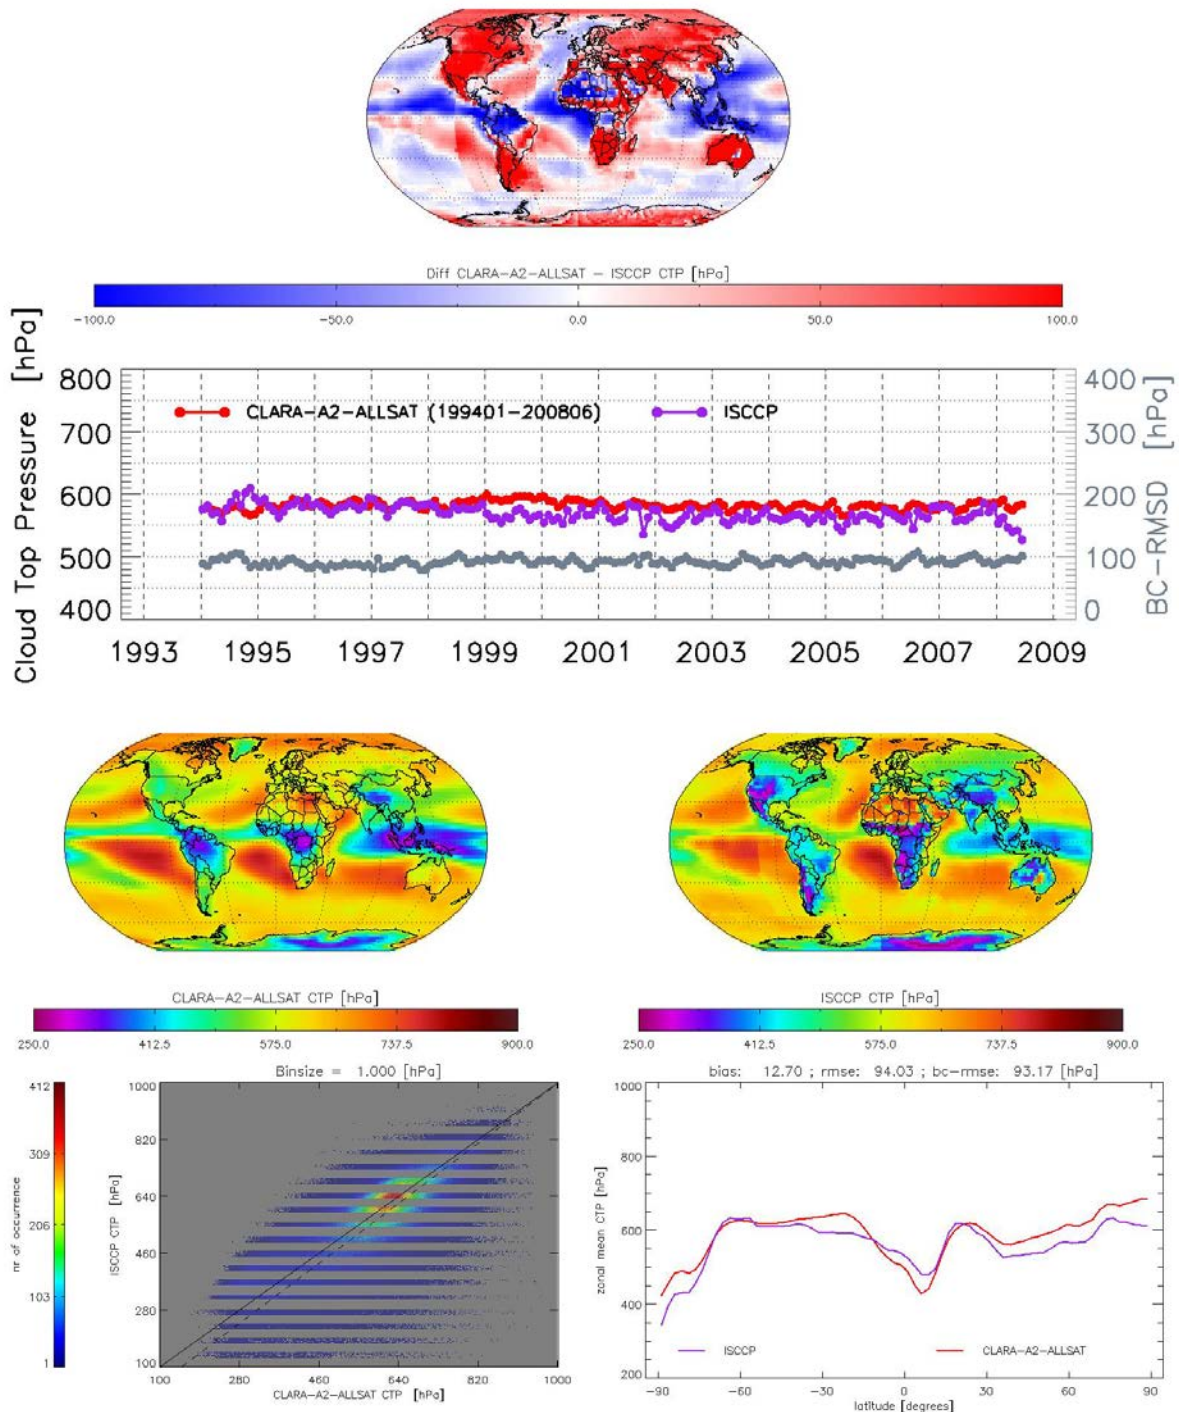 Diff CLARA-A2-ALLSAT - ISCCP CTP [hPa]
-100.0 -50.0 0.0 50.0 100.0
Cloud Top Pressure [hPa]
800 700 600 500 400
CLARA-A2-ALLSAT (199401-200806) ISCCP
400 300 200 100 0
BC-RMSD [hPa]
1993 1995 1997 1999 2001 2003 2005 2007 2009
CLARA-A2-ALLSAT CTP [hPa]
250.0 412.5 575.0 737.5 900.0
ISCCP CTP [hPa]
250.0 412.5 575.0 737.5 900.0
nr of occurrence
412 309 206 103 1
Binsize = 1.000 [hPa]
ISCCP CTP [hPa]
1000 820 640 460 280 100
100 280 460 640 820 1000
CLARA-A2-ALLSAT CTP [hPa]
bias: 12.70 ; rmse: 94.03 ; bc-rmse: 93.17 [hPa]
zonal mean CTP [hPa]
1000 800 600 400 200
ISCCP CLARA-A2-ALLSAT
-90 -60 -30 0 30 60 90
latitude [degrees]